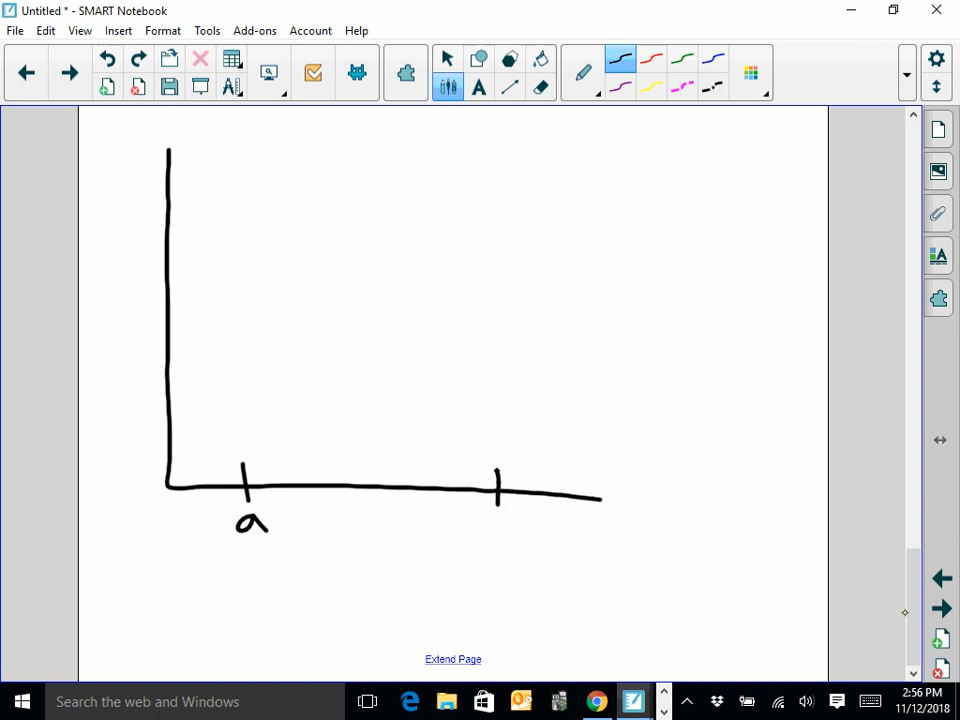 Untitled * - SMART Notebook
File Edit View Insert Format Tools Add-ons Account Help
a
Extend Page
Search the web and Windows
2:56 PM
11/12/2018